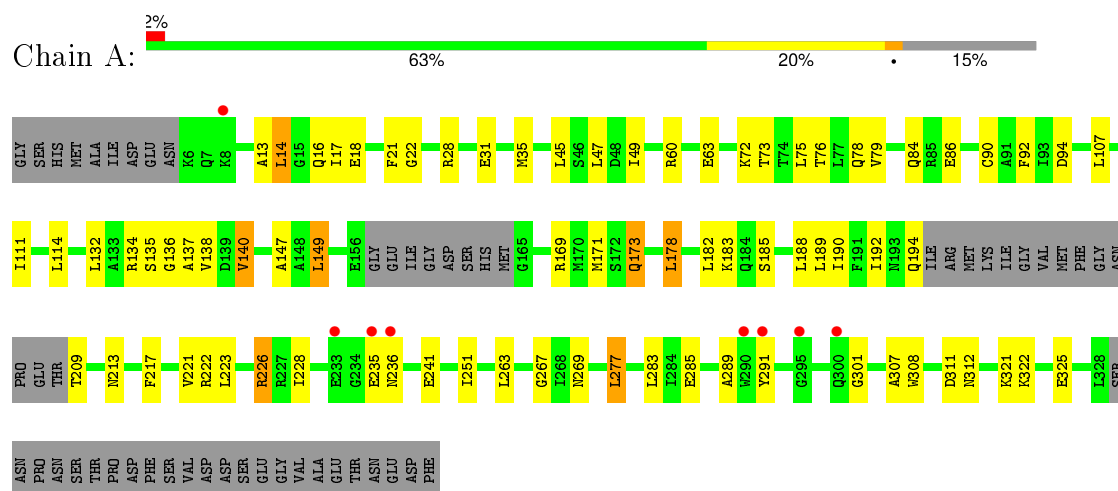 2%
Chain A:
63% 20% • 15%
GLY SER HIS MET ALA ILE ASP GLU ASN K6 Q7 K8 A13 L14 G15 Q16 I17 E18 F21 G22 R28 E31 M35 L45 S46 L47 D48 I49 R60 E63 K72 T73 T74 L75 T76 L77 Q78 V79 Q84 R85 E86 C90 A91 F92 I93 D94 L107
I111 L114 L132 A133 R134 S135 G136 A137 V138 D139 V140 A147 A148 L149 E156 GLY GLU ILE GLY ASP SER HIS MET G165 R169 M170 M171 S172 Q173 L178 L182 K183 Q184 S185 L188 L189 I190 F191 I192 N193 Q194 ILE ARG MET LYS ILE GLY VAL MET PHE GLY ASN
PRO GLU THR T209 N213 F217 V221 R222 L223 R226 R227 I228 E233 G234 E235 N236 E241 I251 L263 G267 I268 N269 L277 L283 I284 E285 A289 W290 Y291 G295 Q300 G301 A307 W308 D311 N312 K321 K322 E325 L328 SER
ASN PRO ASN SER THR PRO ASP PHE SER VAL ASP ASP SER GLU GLY VAL ALA GLU THR ASN GLU ASP PHE